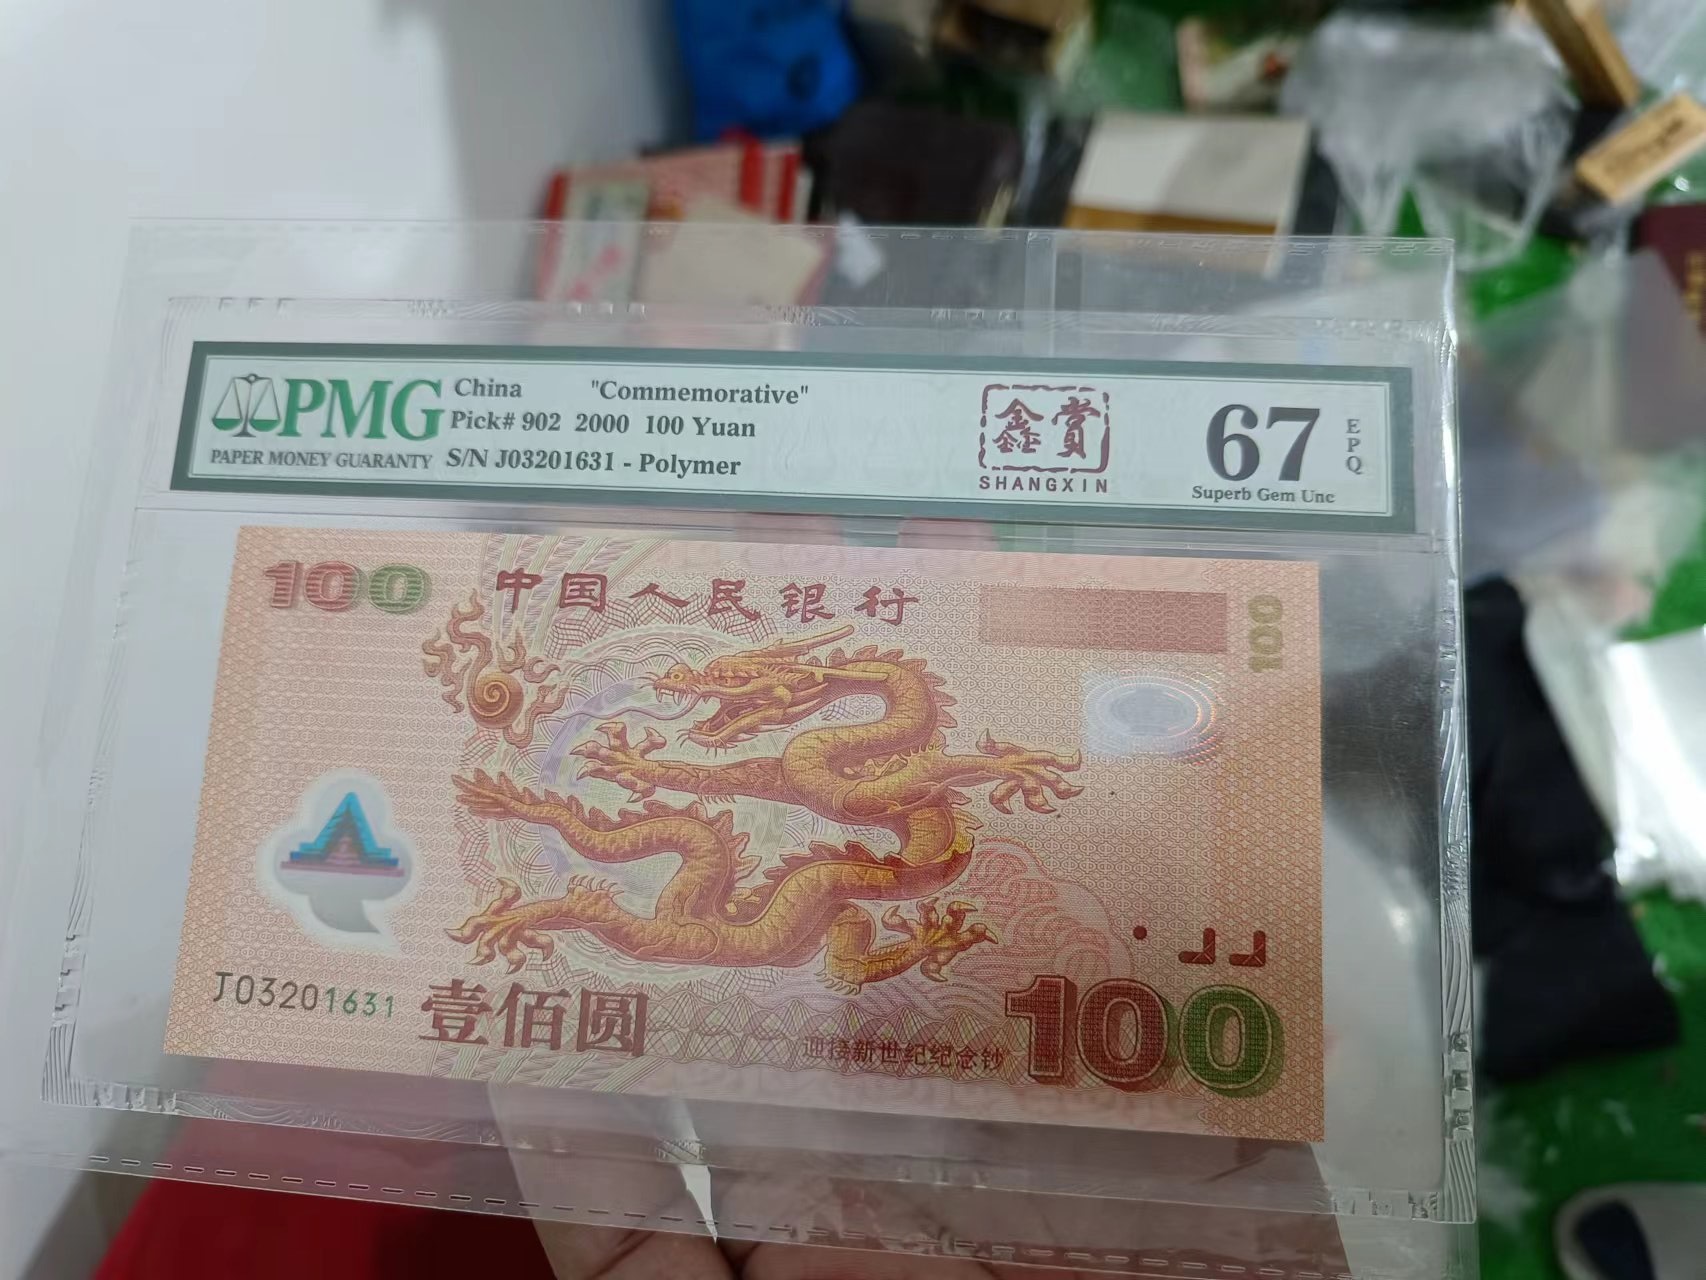 PMG
PAPER MONEY GUARANTY
China "Commemorative"
Pick# 902 2000 100 Yuan
S/N J03201631 - Polymer
鑫賞
SHANGXIN
67
EPQ
Superb Gem Unc
100
中国人民银行
100
J03201631
壹佰圆
迎接新世纪纪念钞
100